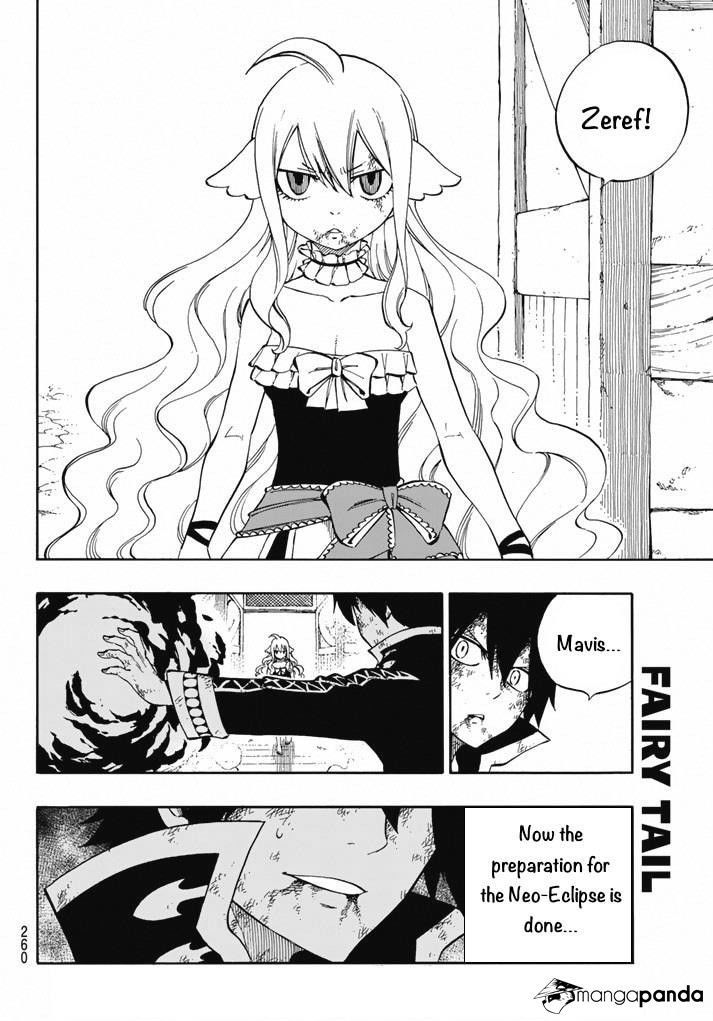 Zeref!
Mavis...
Now the
preparation for
the Neo-Eclipse is
done...
FAIRY TAIL
260
mangapanda